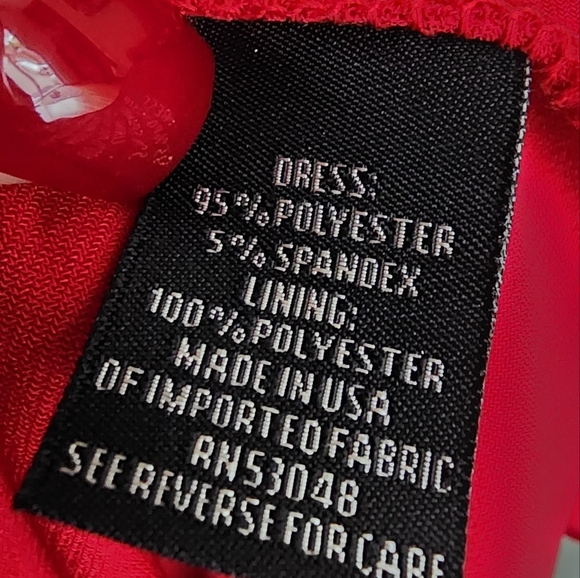 DRESS:
95% POLYESTER
5% SPANDEX
LINING:
100% POLYESTER
MADE IN USA
OF IMPORTED FABRIC
RN53048
SEE REVERSE FOR CARE